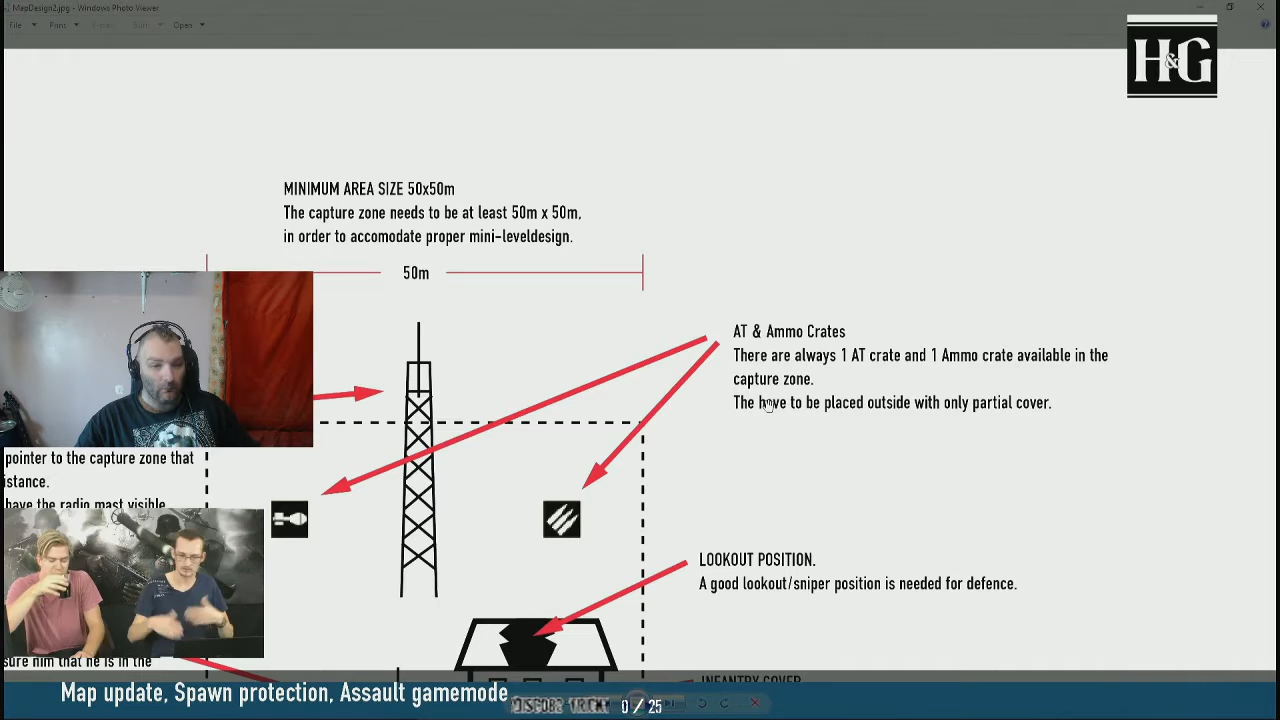 MapDesign2.jpg - Windows Photo Viewer
File
Open
H&G
MINIMUM AREA SIZE 50x50m
The capture zone needs to be at least 50m x 50m,
in order to accomodate proper mini-leveldesign.
50m
AT & Ammo Crates
There are always 1 AT crate and 1 Ammo crate available in the
capture zone.
The have to be placed outside with only partial cover.
pointer to the capture zone that
istance.
have the radio mast visible
LOOKOUT POSITION.
A good lookout/sniper position is needed for defence.
sure him that he is in the
INFANTRY COVER
Map update, Spawn protection, Assault gamemode
0 / 25